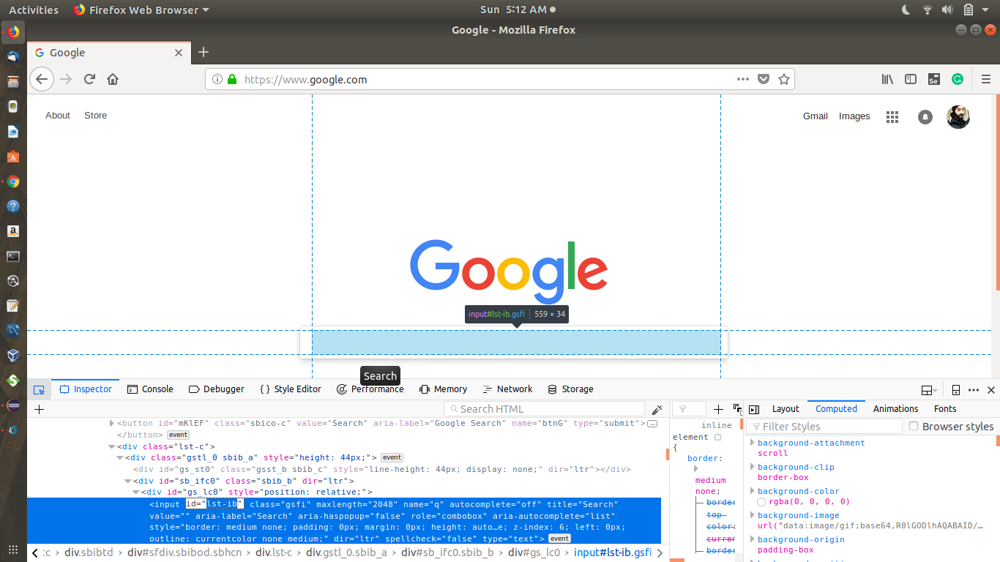 Activities Firefox Web Browser Sun 5:12 AM
Google - Mozilla Firefox
Google
https://www.google.com
Se
About Store
Gmail Images
Google
input#lst-ib.gsfi 559 × 34
Search
Inspector Console Debugger { } Style Editor Performance Memory Network Storage
Search HTML
<button id="mKlEF" class="sbico-c" value="Search" aria-label="Google Search" name="btnG" type="submit">
</button> event
<div class="lst-c">
<div class="gstl_0 sbib_a" style="height: 44px;"> event
<div id="gs_st0" class="gsst_b sbib_c" style="line-height: 44px; display: none;" dir="ltr"></div>
<div id="sb_ifc0" class="sbib_b" dir="ltr">
<div id="gs_lc0" style="position: relative;">
<input id="lst-ib" class="gsfi" maxlength="2048" name="q" autocomplete="off" title="Search"
value="" aria-label="Search" aria-haspopup="false" role="combobox" aria-autocomplete="list"
style="border: medium none; padding: 0px; margin: 0px; height: auto…e; z-index: 6; left: 0px;
outline: currentcolor none medium;" dir="ltr" spellcheck="false" type="text"> event
div.sbibtd div#sfdiv.sbibod.sbhcn div.lst-c div.gstl_0.sbib_a div#sb_ifc0.sbib_b div#gs_lc0 input#lst-ib.gsfi
inline
element
{
border:
medium
none;
border
top
color:
curren
border
Layout Computed Animations Fonts
Filter Styles Browser styles
background-attachment
scroll
background-clip
border-box
background-color
rgba(0, 0, 0, 0)
background-image
url("data:image/gif;base64,R0lGODlhAQABAID/…
background-origin
padding-box